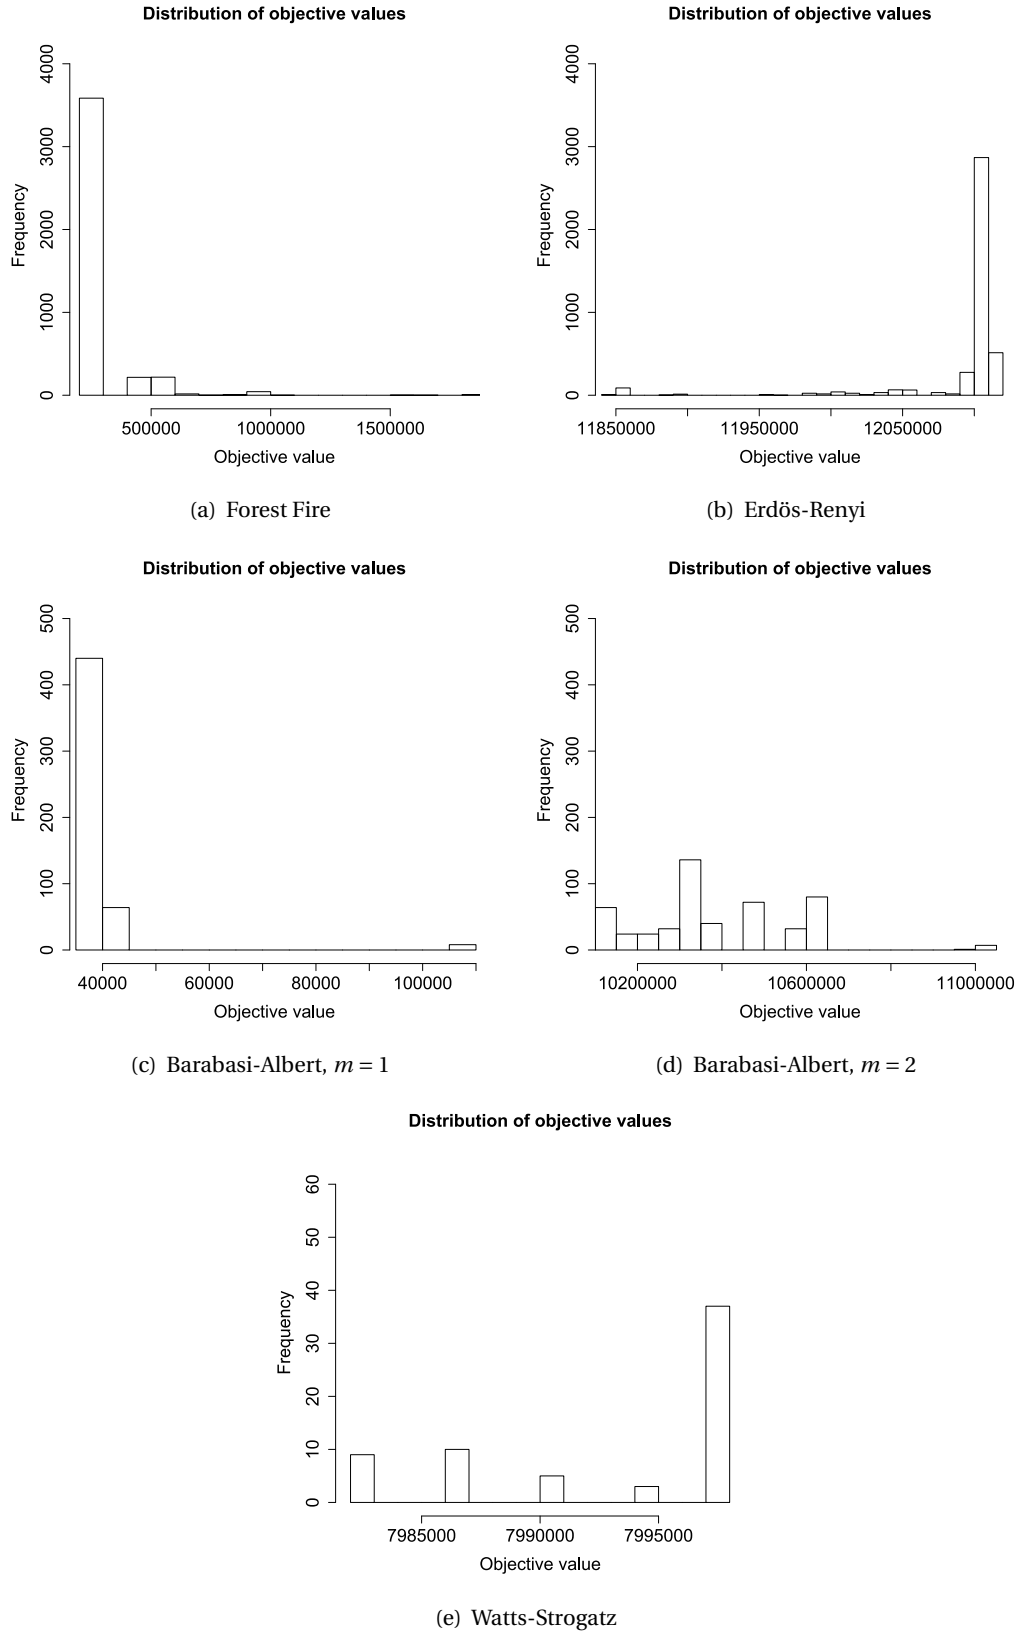 Distribution of objective values
Frequency
4000
3000
2000
1000
0
500000 1000000 1500000
Objective value
(a) Forest Fire
Distribution of objective values
Frequency
4000
3000
2000
1000
0
11850000 11950000 12050000
Objective value
(b) Erdös-Renyi
Distribution of objective values
Frequency
500
400
300
200
100
0
40000 60000 80000 100000
Objective value
(c) Barabasi-Albert, m = 1
Distribution of objective values
Frequency
500
400
300
200
100
0
10200000 10600000 11000000
Objective value
(d) Barabasi-Albert, m = 2
Distribution of objective values
Frequency
60
50
40
30
20
10
0
7985000 7990000 7995000
Objective value
(e) Watts-Strogatz